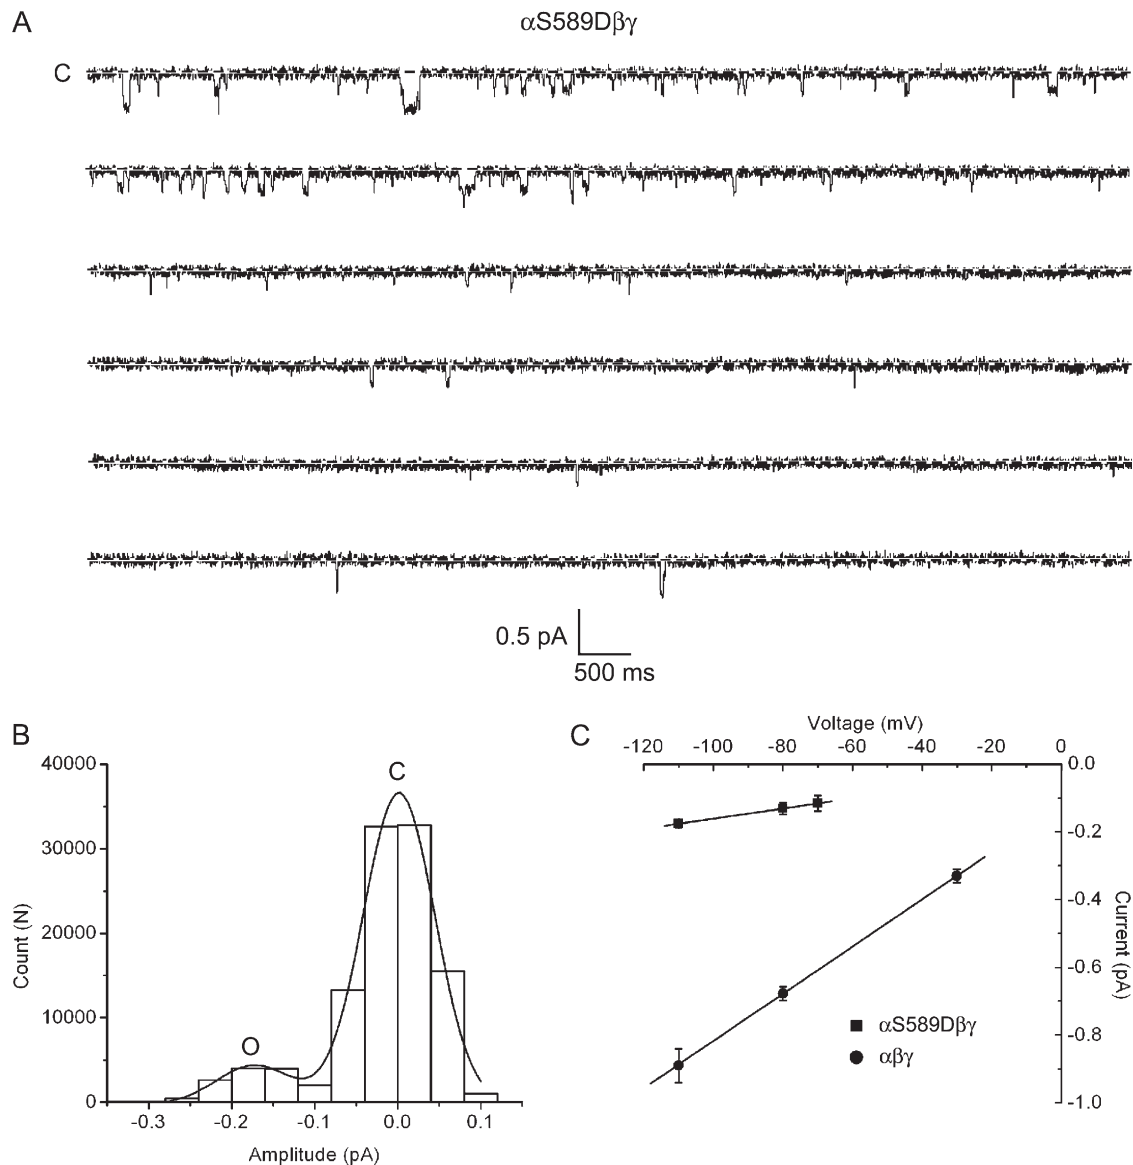 A
αS589Dβγ
C
0.5 pA
500 ms
B
C
Voltage (mV)
-120 -100 -80 -60 -40 -20 0
40000
30000
20000
10000
0
Count (N)
C
O
-0.3 -0.2 -0.1 0.0 0.1
Amplitude (pA)
0.0
-0.2
-0.4
-0.6
-0.8
-1.0
Current (pA)
αS589Dβγ
αβγ